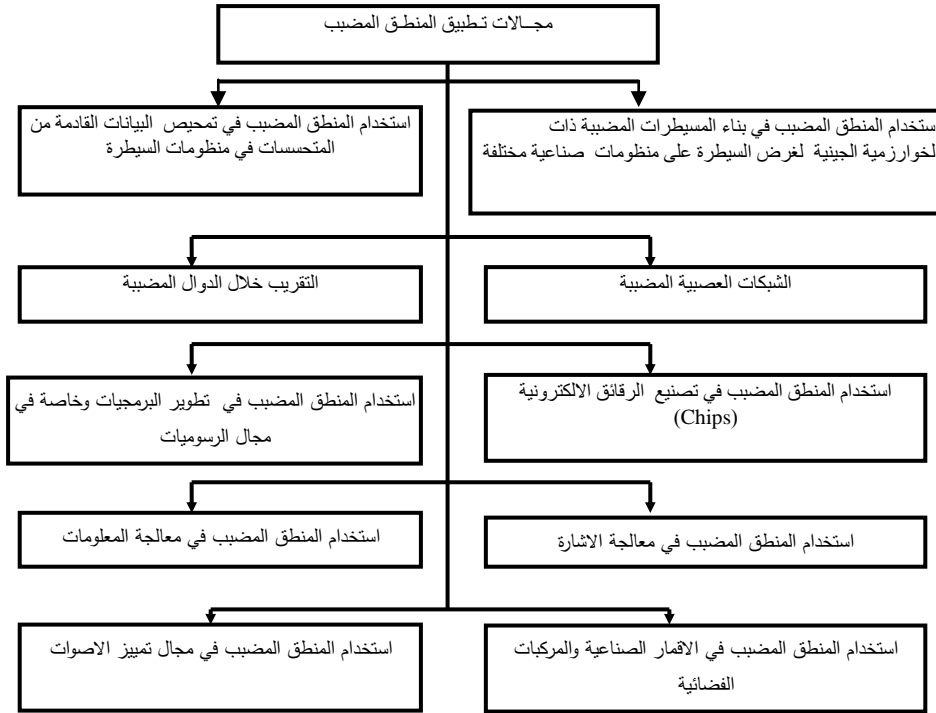 مجــالات تـطبيق المنطـق المضبب
ستخدام المنطق المضبب في بناء المسيطرات المضببة ذات
لخوارزمية الجينية لغرض السيطرة على منظومات صناعية مختلفة
استخدام المنطق المضبب في تمحيص البيانات القادمة من
المتحسسات في منظومات السيطرة
الشبكات العصبية المضببة
التقريب خلال الدوال المضببة
استخدام المنطق المضبب في تصنيع الرقائق الالكترونية
(Chips)
استخدام المنطق المضبب في تطوير البرمجيات وخاصة في
مجال الرسوميات
استخدام المنطق المضبب في معالجة الاشارة
استخدام المنطق المضبب في معالجة المعلومات
استخدام المنطق المضبب في الاقمار الصناعية والمركبات
الفضائية
استخدام المنطق المضبب في مجال تمييز الاصوات